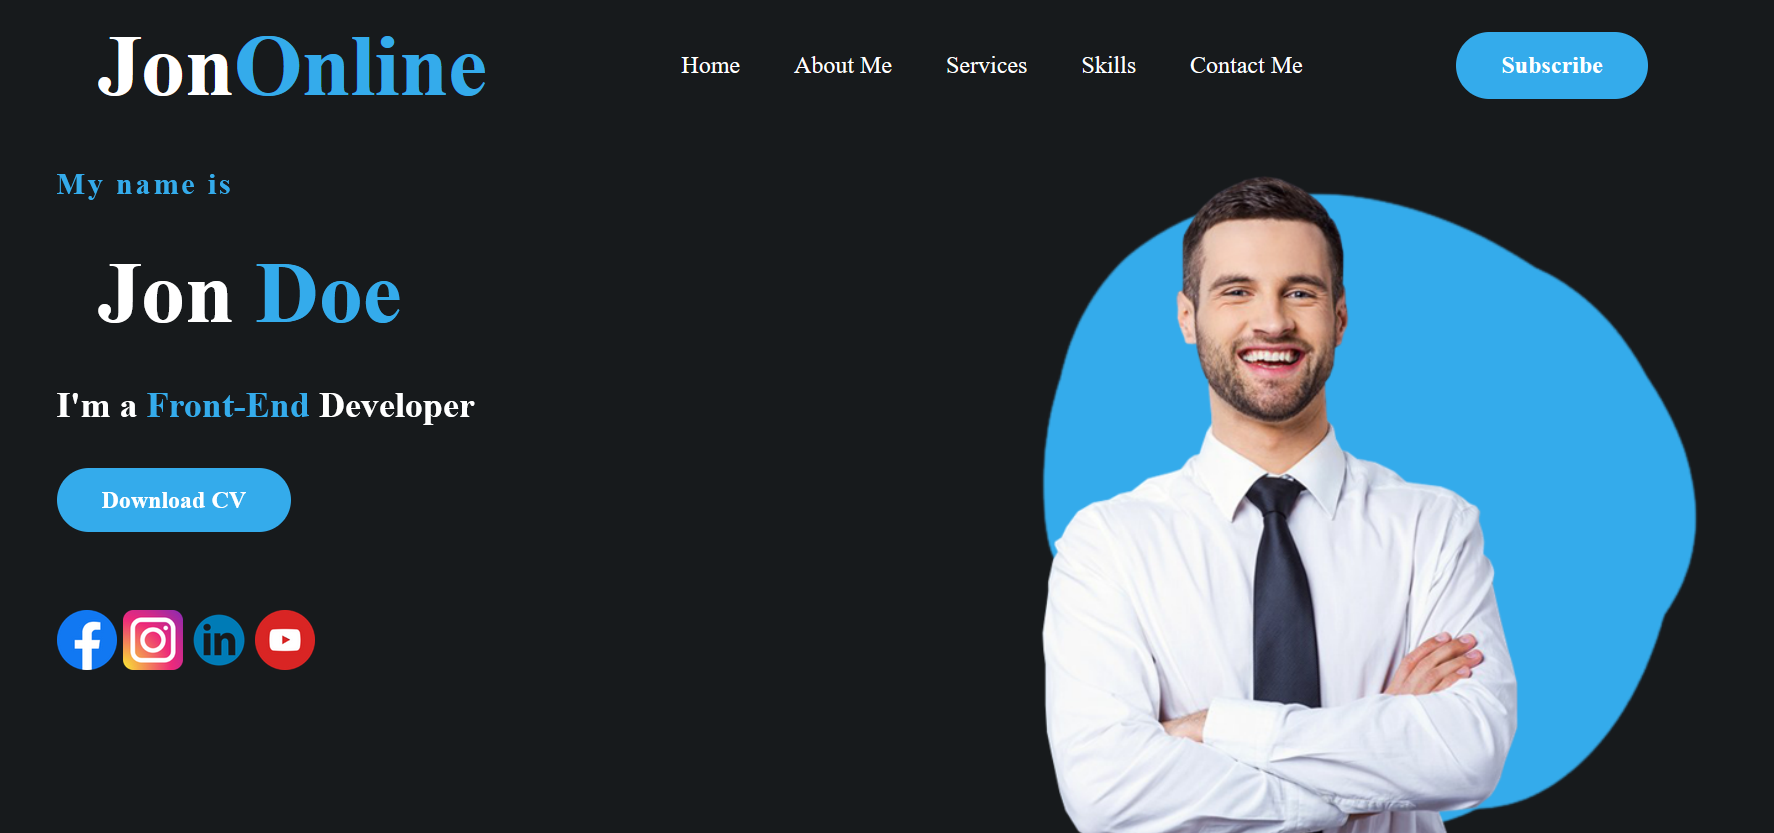 JonOnline
Home About Me Services Skills Contact Me
Subscribe
My name is
Jon Doe
I'm a Front-End Developer
Download CV
f in